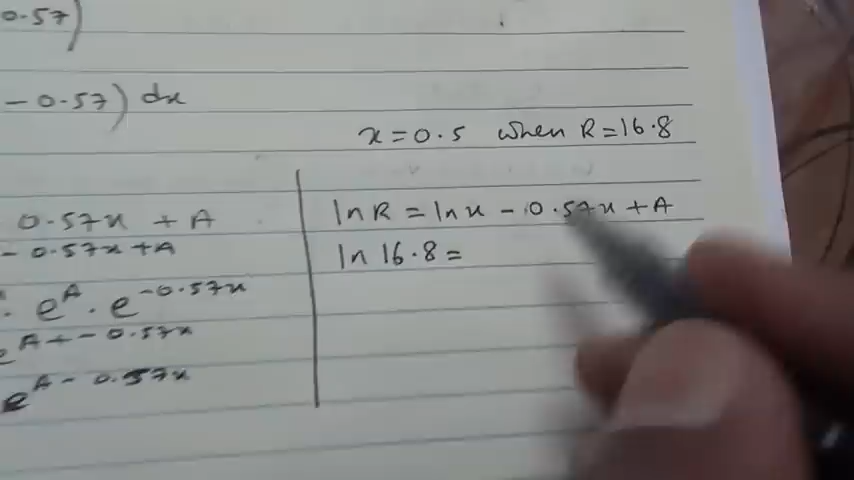 0.57)
- 0.57) dx
x = 0.5 when R = 16.8
0.57x + A
- 0.57x + A
. e^A . e^-0.57x
e^A + - 0.57x
e^A - 0.57x
ln R = ln x - 0.57x + A
ln 16.8 =